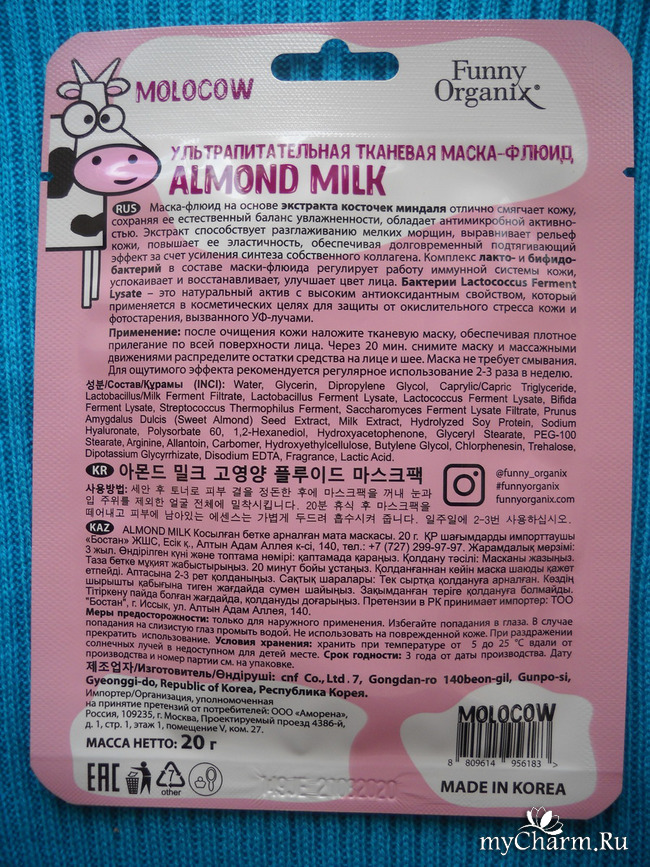 MOLOCOW
Funny
Organix®
УЛЬТРАПИТАТЕЛЬНАЯ ТКАНЕВАЯ МАСКА-ФЛЮИД
ALMOND MILK
RUS Маска-флюид на основе экстракта косточек миндаля отлично смягчает кожу,
сохраняя ее естественный баланс увлажненности, обладает антимикробной активно-
стью. Экстракт способствует разглаживанию мелких морщин, выравнивает рельеф
кожи, повышает ее эластичность, обеспечивая долговременный подтягивающий
эффект за счет усиления синтеза собственного коллагена. Комплекс лакто- и бифидо-
бактерий в составе маски-флюида регулирует работу иммунной системы кожи,
успокаивает и восстанавливает, улучшает цвет лица. Бактерии Lactococcus Ferment
Lysate – это натуральный актив с высоким антиоксидантным свойством, который
применяется в косметических целях для защиты от окислительного стресса кожи и
фотостарения, вызванного УФ-лучами.
Применение: после очищения кожи наложите тканевую маску, обеспечивая плотное
прилегание по всей поверхности лица. Через 20 мин. снимите маску и массажными
движениями распределите остатки средства на лице и шее. Маска не требует смывания.
Для ощутимого эффекта рекомендуется регулярное использование 2-3 раза в неделю.
성분/Состав/Құрамы (INCI): Water, Glycerin, Dipropylene Glycol, Caprylic/Capric Triglyceride,
Lactobacillus/Milk Ferment Filtrate, Lactobacillus Ferment Lysate, Lactococcus Ferment Lysate, Bifida
Ferment Lysate, Streptococcus Thermophilus Ferment, Saccharomyces Ferment Lysate Filtrate, Prunus
Amygdalus Dulcis (Sweet Almond) Seed Extract, Milk Extract, Hydrolyzed Soy Protein, Sodium
Hyaluronate, Polysorbate 60, 1,2-Hexanediol, Hydroxyacetophenone, Glyceryl Stearate, PEG-100
Stearate, Arginine, Allantoin, Carbomer, Hydroxyethylcellulose, Butylene Glycol, Chlorphenesin, Trehalose,
Dipotassium Glycyrrhizate, Disodium EDTA, Fragrance, Lactic Acid.
KR 아몬드 밀크 고영양 플루이드 마스크팩
사용방법: 세안 후 토너로 피부 결을 정돈한 후에 마스크팩을 꺼내 눈과
입 주위를 제외한 얼굴 전체에 밀착시킵니다. 20분 휴식 후 마스크팩을
떼어내고 피부에 남아있는 에센스는 가볍게 두드려 흡수시켜 줍니다. 일주일에 2-3번 사용하십시오.
@funny_organix
#funnyorganix
funnyorganix.com
KAZ ALMOND MILK Қосылған бетке арналған мата маскасы. 20 г. ҚР шағымдарды импорттаушы
«Бостан» ЖШС, Есік қ., Алтын Адам Аллея к-сі, 140, тел.: +7 (727) 299-97-97. Жарамдылық мерзімі:
3 жыл. Өндірілген күні және топтама нөмірі: қаптамада қараңыз. Қолдану тәсілі: Масканы жазыңыз.
Таза бетке мұқият жабыстырыңыз. 20 минут бойы ұстаңыз. Қолданғаннан кейін маска шаюды қажет
етпейді. Аптасына 2-3 рет қолданыңыз. Сақтық шаралары: Тек сыртқа қолдануға арналған. Көздің
шырышты қабығына тиген жағдайда сумен шайыңыз. Зақымданған теріге қолдануға болмайды.
Тітіркену пайда болған жағдайда, қолдануды доғарыңыз. Претензии в РК принимает импортер: ТОО
"Бостан", г. Иссык, ул. Алтын Адам Аллея, 140.
Меры предосторожности: только для наружного применения. Избегайте попадания в глаза. В случае
попадания на слизистую глаз промыть водой. Не использовать на поврежденной коже. При раздражении
прекратить использование. Условия хранения: хранить при температуре от 5 до 25 °C вдали от
солнечных лучей в недоступном для детей месте. Срок годности: 3 года от даты производства. Дату
производства и номер партии см. на упаковке.
제조업자/Изготовитель/Өндіруші: cnf Co., Ltd. 7, Gongdan-ro 140beon-gil, Gunpo-si,
Gyeonggi-do, Republic of Korea, Республика Корея.
Импортер/Организация, уполномоченная
на принятие претензий от потребителей: ООО «Аморена»,
Россия, 109235, г. Москва, Проектируемый проезд 4386-й,
д. 1, стр. 1, этаж 1, помещение V, ком. 27.
МАССА НЕТТО: 20 г
EAC
other
MOLOCOW
8 809614 956183 >
MADE IN KOREA
myCharm.Ru